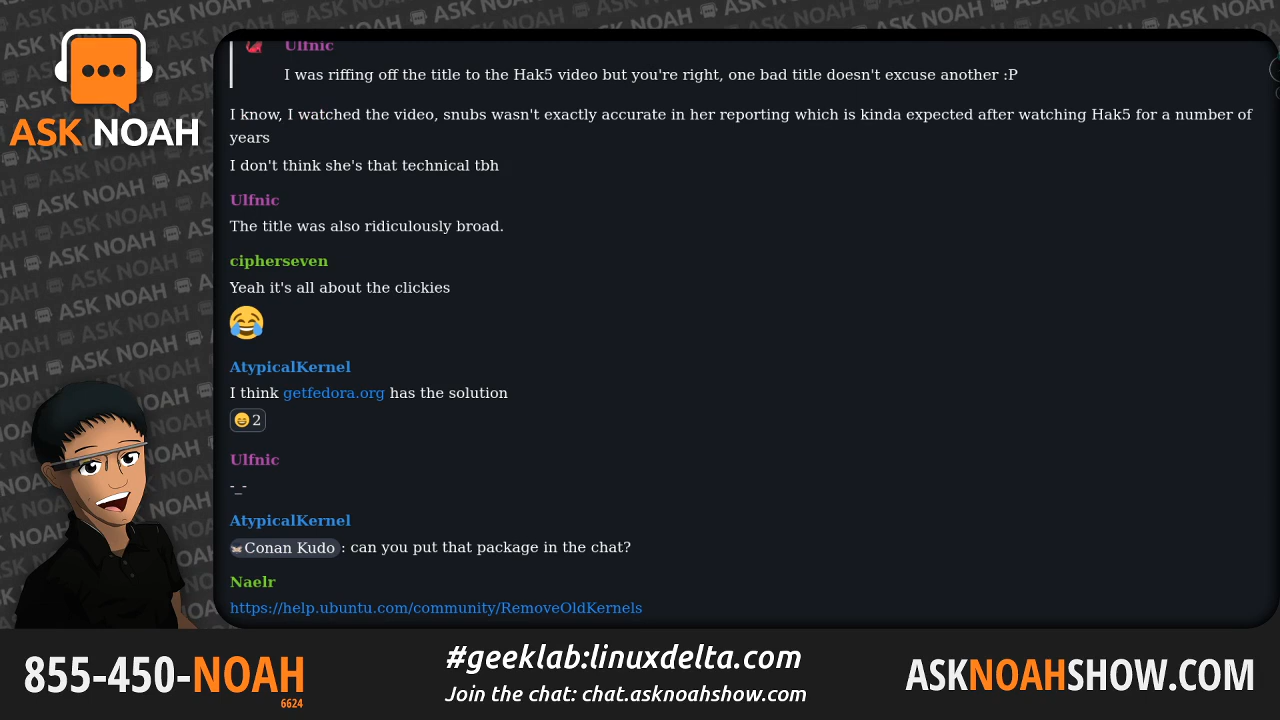 ASK NOAH
Ulfnic
I was riffing off the title to the Hak5 video but you're right, one bad title doesn't excuse another :P
I know, I watched the video, snubs wasn't exactly accurate in her reporting which is kinda expected after watching Hak5 for a number of
years
I don't think she's that technical tbh
Ulfnic
The title was also ridiculously broad.
cipherseven
Yeah it's all about the clickies
AtypicalKernel
I think getfedora.org has the solution
2
Ulfnic
-_-
AtypicalKernel
Conan Kudo : can you put that package in the chat?
Naelr
https://help.ubuntu.com/community/RemoveOldKernels
855-450-NOAH
6624
#geeklab:linuxdelta.com
Join the chat: chat.asknoahshow.com
ASKNOAHSHOW.COM